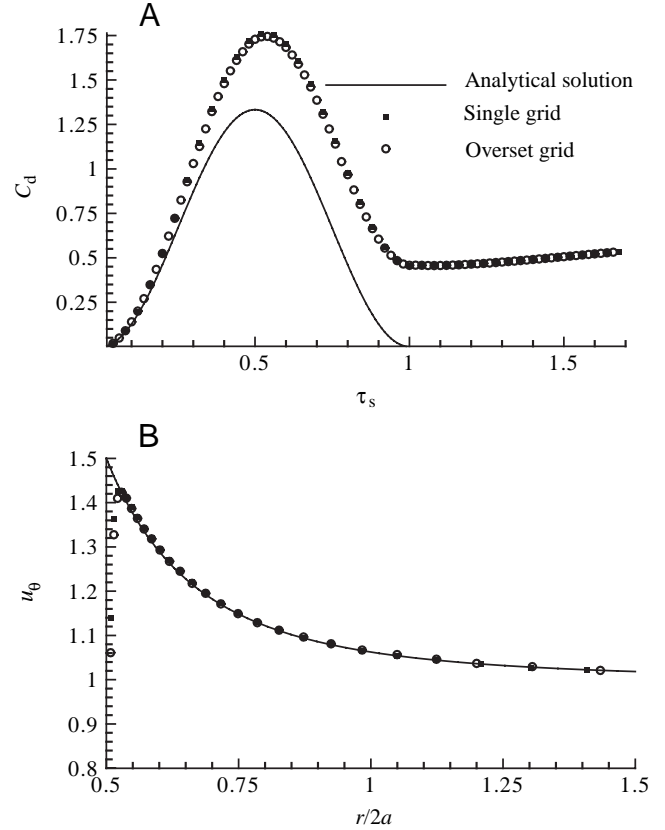 A
1.75
1.5
1.25
1
0.75
0.5
0.25
C_d
0.5
1
1.5
τ_s
Analytical solution
Single grid
Overset grid
B
1.5
1.4
1.3
1.2
1.1
1
0.9
0.8
u_θ
0.5
0.75
1
1.25
1.5
r/2a